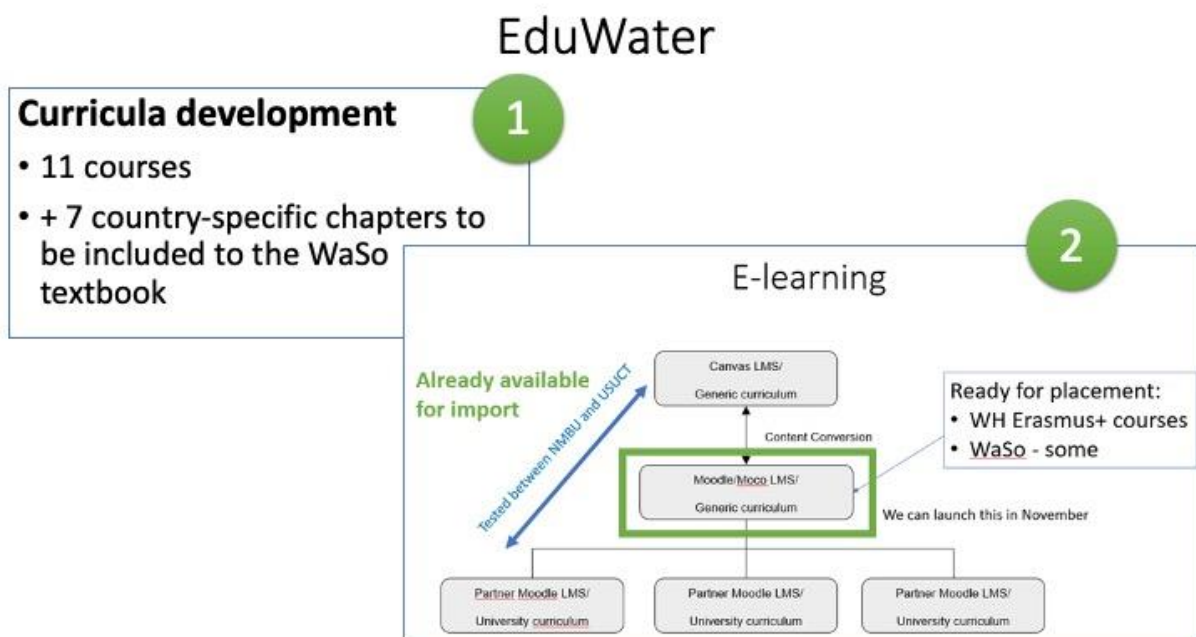 EduWater
Curricula development
1
• 11 courses
• + 7 country-specific chapters to
be included to the WaSo
textbook
2
E-learning
Already available
for import
Tested between NMBU and USUCT
Canvas LMS/
Generic curriculum
Content Conversion
Ready for placement:
• WH Erasmus+ courses
• WaSo - some
Moodle/Moco LMS/
Generic curriculum
We can launch this in November
Partner Moodle LMS/
University curriculum
Partner Moodle LMS/
University curriculum
Partner Moodle LMS/
University curriculum